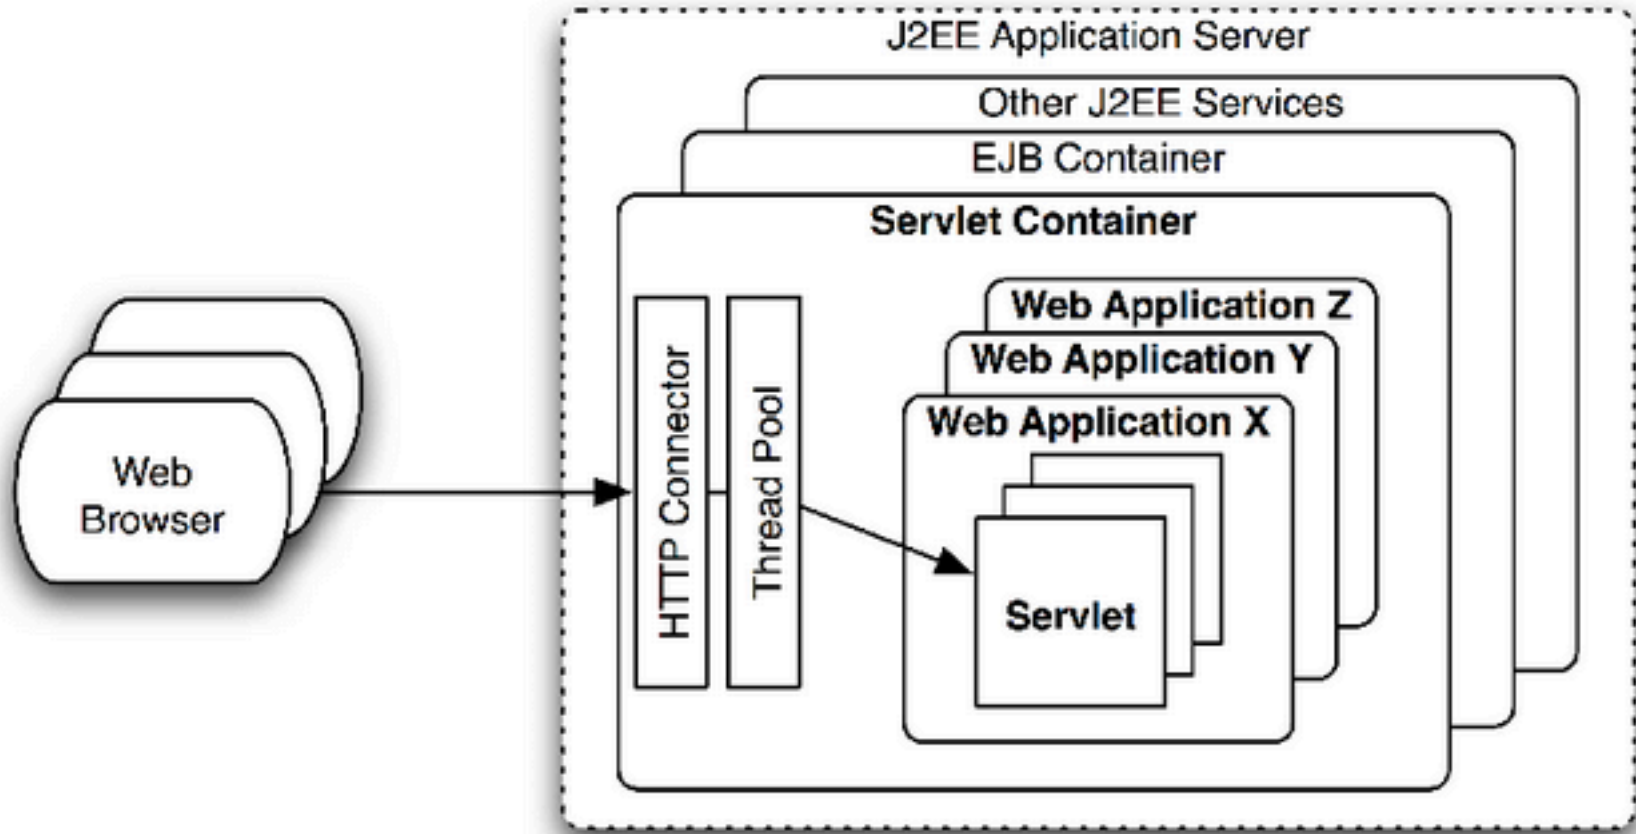 J2EE Application Server
Other J2EE Services
EJB Container
Servlet Container
Web Application Z
Web Application Y
Web Application X
Web
Browser
HTTP Connector
Thread Pool
Servlet